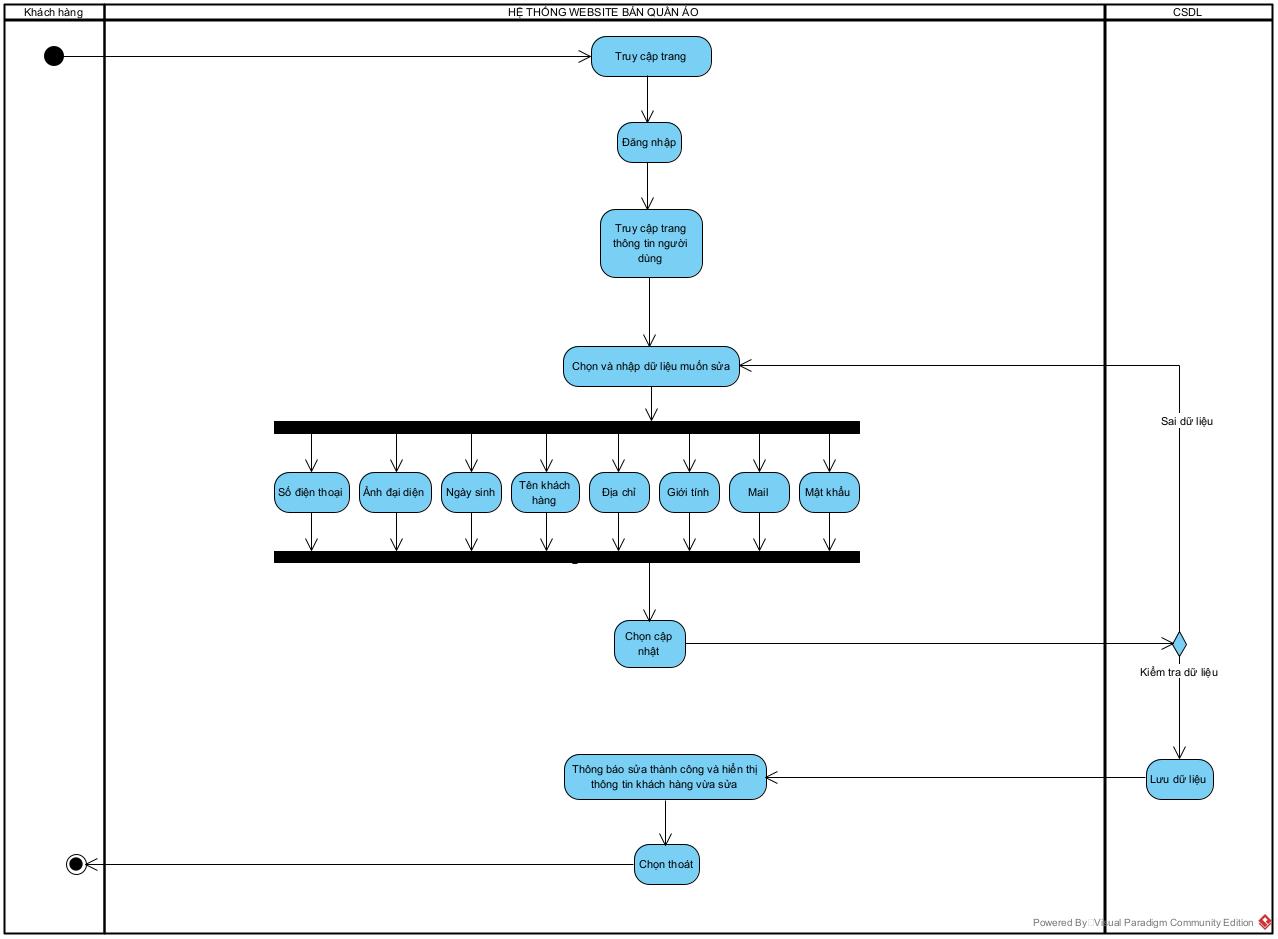 Khách hàng
HỆ THỐNG WEBSITE BÁN QUẦN ÁO
CSDL
Truy cập trang
Đăng nhập
Truy cập trang
thông tin người
dùng
Chọn và nhập dữ liệu muốn sửa
Sai dữ liệu
Số điện thoại
Ảnh đại diện
Ngày sinh
Tên khách
hàng
Địa chỉ
Giới tính
Mail
Mật khẩu
Chọn cập
nhật
Kiểm tra dữ liệu
Thông báo sửa thành công và hiển thị
thông tin khách hàng vừa sửa
Lưu dữ liệu
Chọn thoát
Powered By Visual Paradigm Community Edition